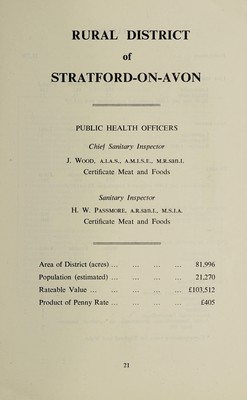 RURAL DISTRICT
of
STRATFORD-ON-AVON
PUBLIC HEALTH OFFICERS
Chief Sanitary Inspector
J. WOOD, A.I.A.S., A.M.I.S.E., M.R.san.I.
Certificate Meat and Foods
Sanitary Inspector
H. W. PASSMORE, A.R.san.I., M.S.I.A.
Certificate Meat and Foods
Area of District (acres) ... ... ... ... 81,996
Population (estimated) ... ... ... ... 21,270
Rateable Value ... ... ... ... ... £103,512
Product of Penny Rate ... ... ... ... £405
21